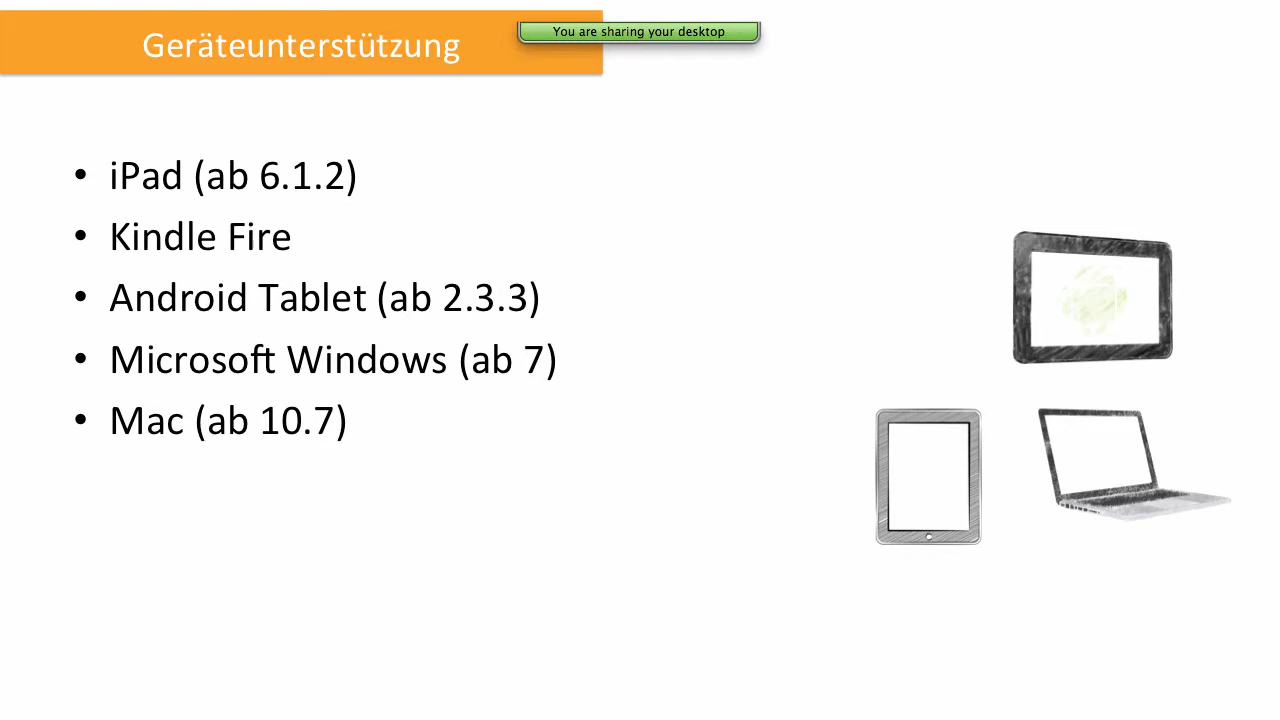 Geräteunterstützung
You are sharing your desktop
• iPad (ab 6.1.2)
• Kindle Fire
• Android Tablet (ab 2.3.3)
• Microsoft Windows (ab 7)
• Mac (ab 10.7)